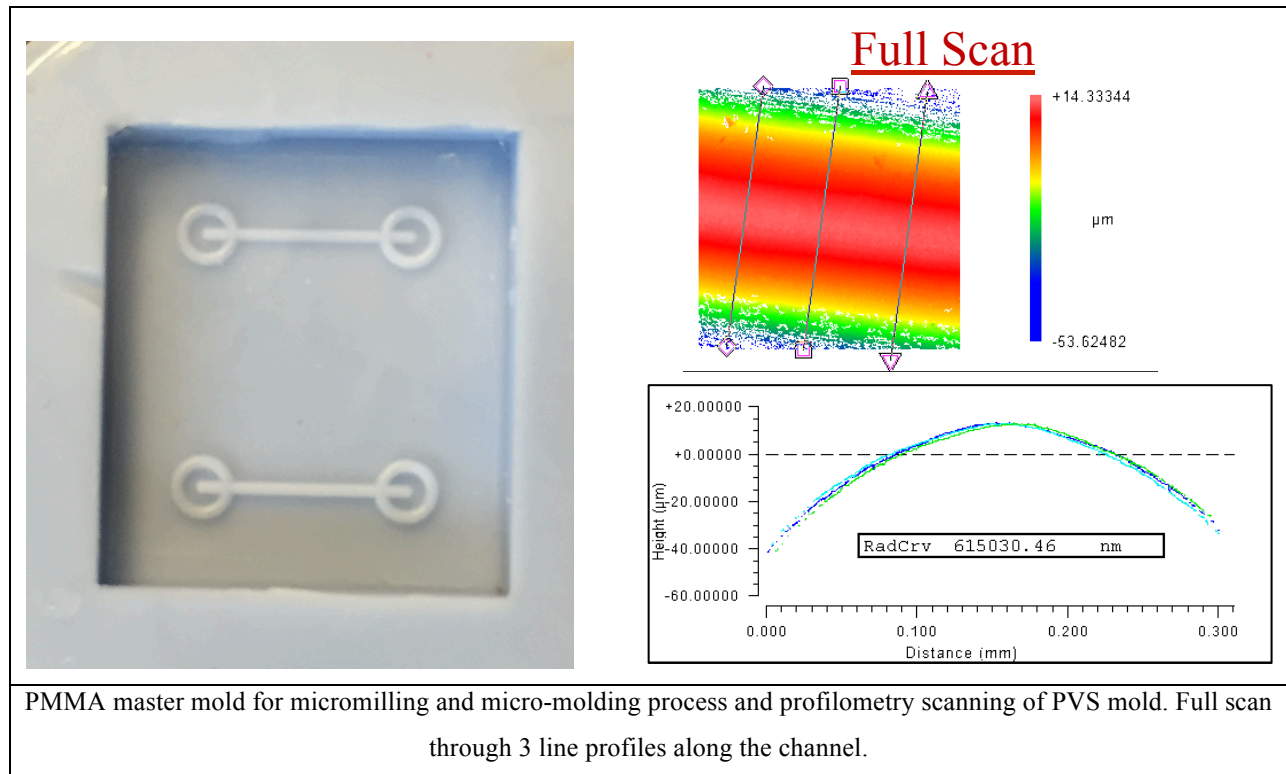 Full Scan
+14.33344
µm
-53.62482
+20.00000
+0.00000
-20.00000
-40.00000
-60.00000
Height (µm)
RadCrv 615030.46 nm
0.000 0.100 0.200 0.300
Distance (mm)
PMMA master mold for micromilling and micro-molding process and profilometry scanning of PVS mold. Full scan
through 3 line profiles along the channel.